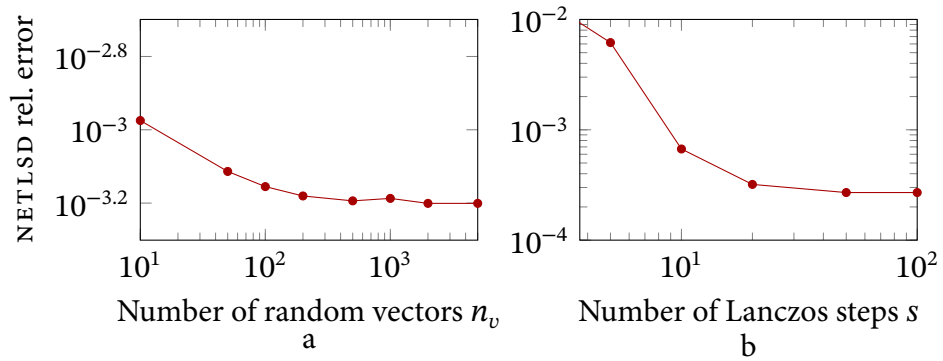 NETLSD rel. error
10^−2.8
10^−3
10^−3.2
10^1
10^2
10^3
Number of random vectors n_v
a
10^−2
10^−3
10^−4
10^1
10^2
Number of Lanczos steps s
b